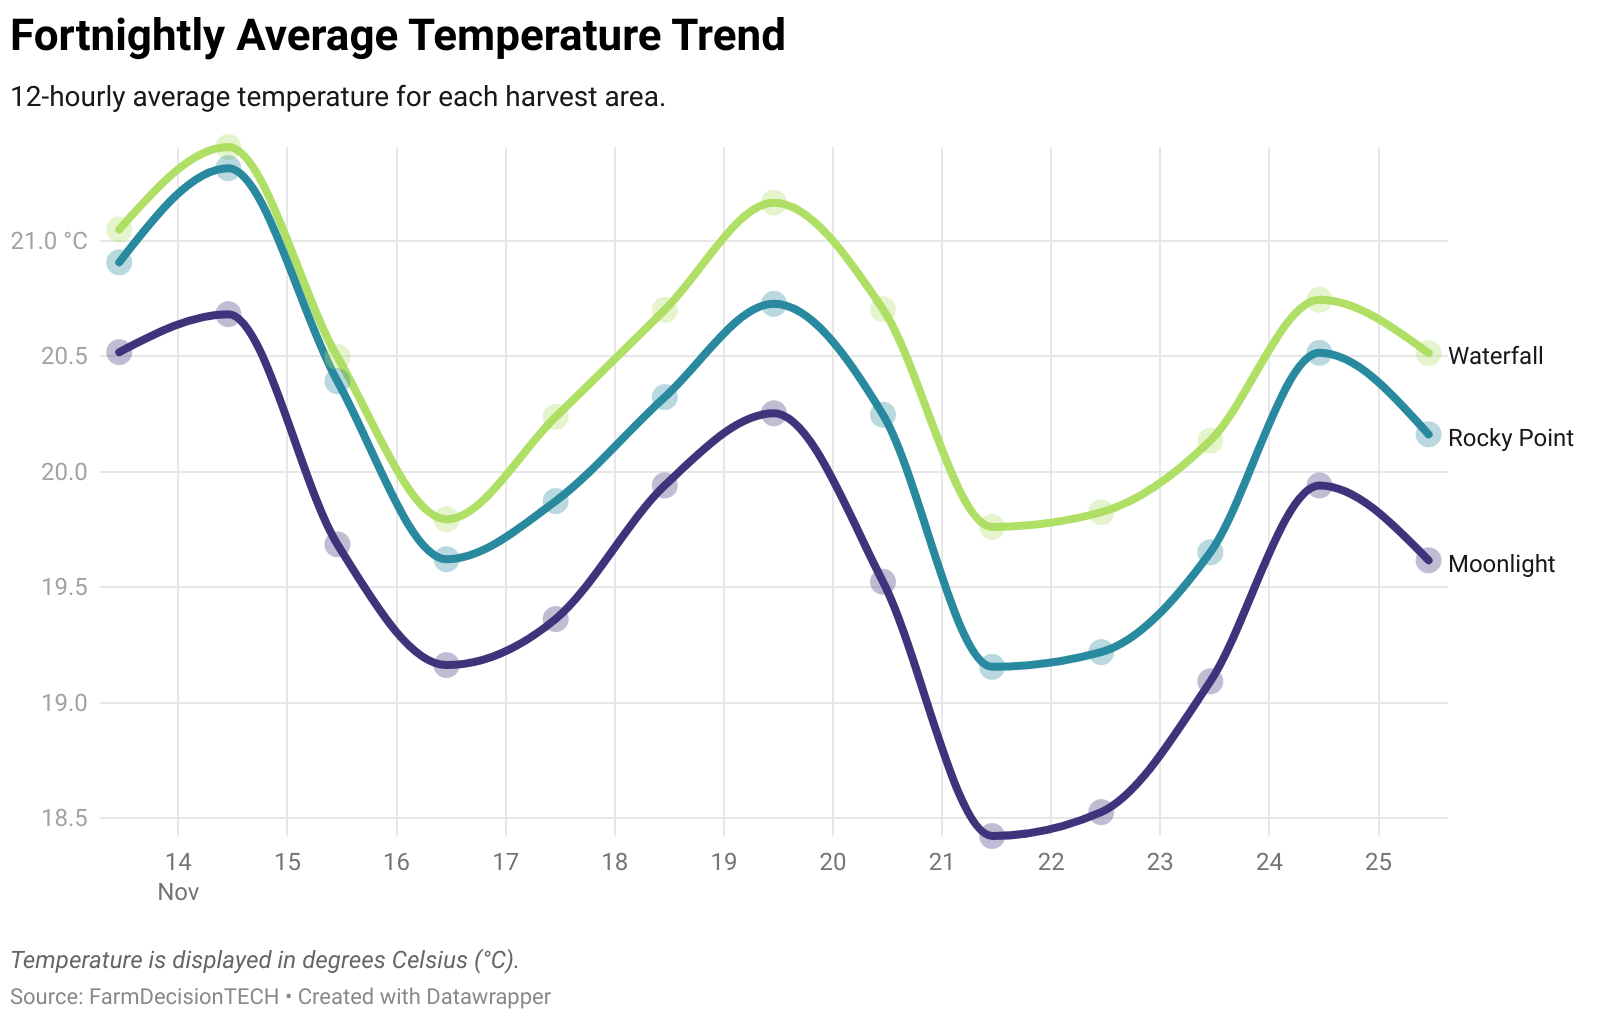 Fortnightly Average Temperature Trend
12-hourly average temperature for each harvest area.
21.0 °C
20.5
20.0
19.5
19.0
18.5
Waterfall
Rocky Point
Moonlight
14 15 16 17 18 19 20 21 22 23 24 25
Nov
Temperature is displayed in degrees Celsius (°C).
Source: FarmDecisionTECH • Created with Datawrapper